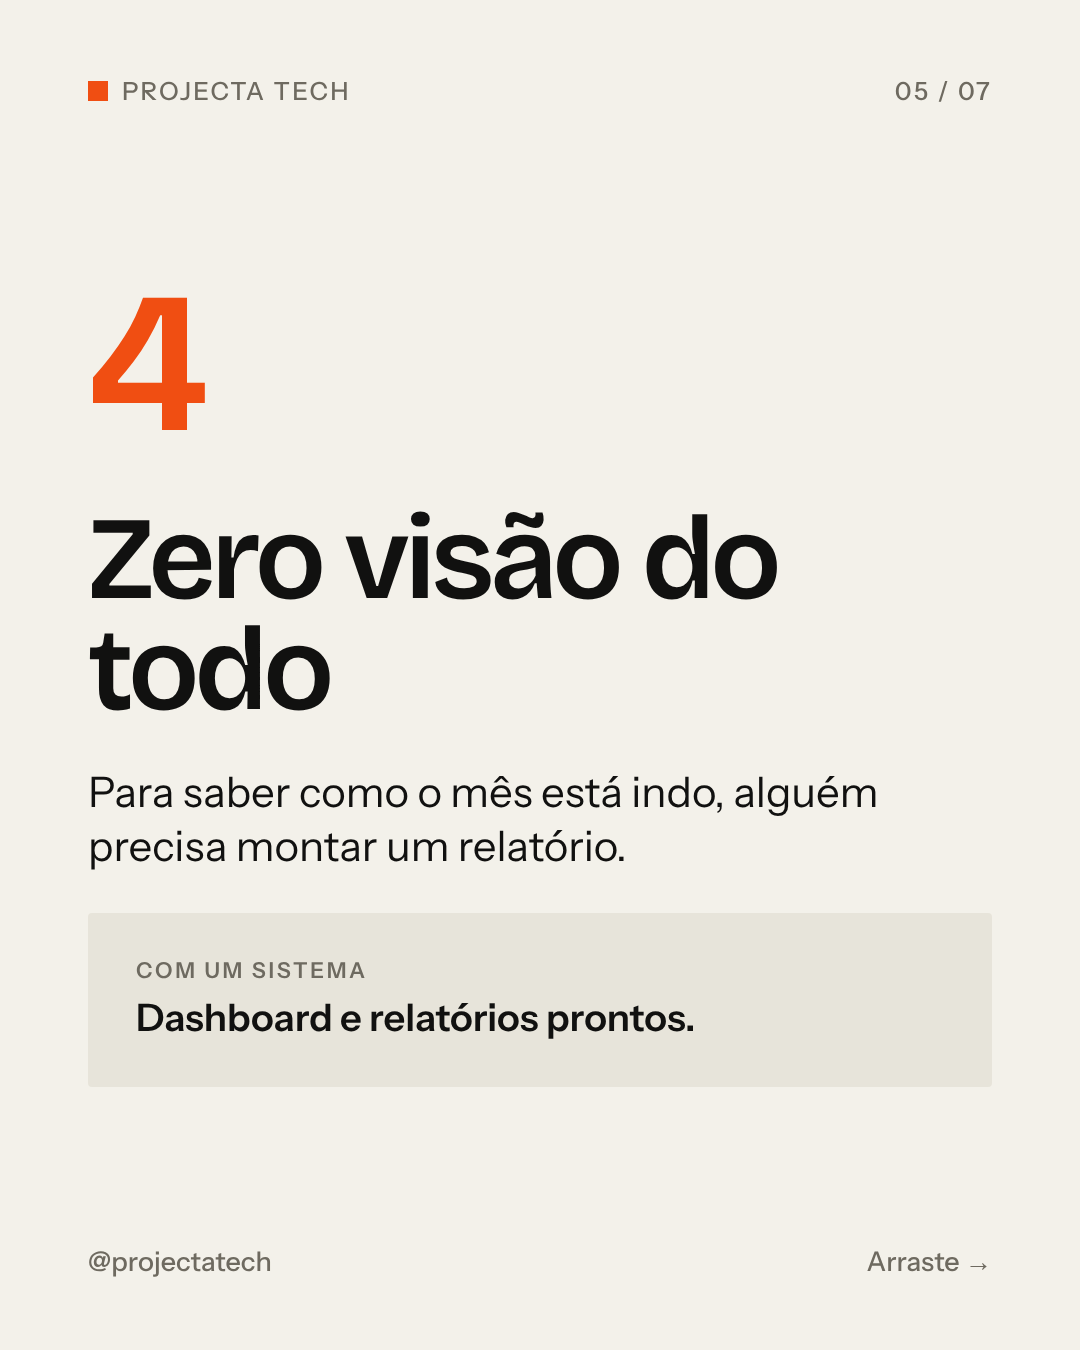 PROJECTA TECH
05 / 07
4
Zero visão do
todo
Para saber como o mês está indo, alguém
precisa montar um relatório.
COM UM SISTEMA
Dashboard e relatórios prontos.
@projectatech
Arraste →